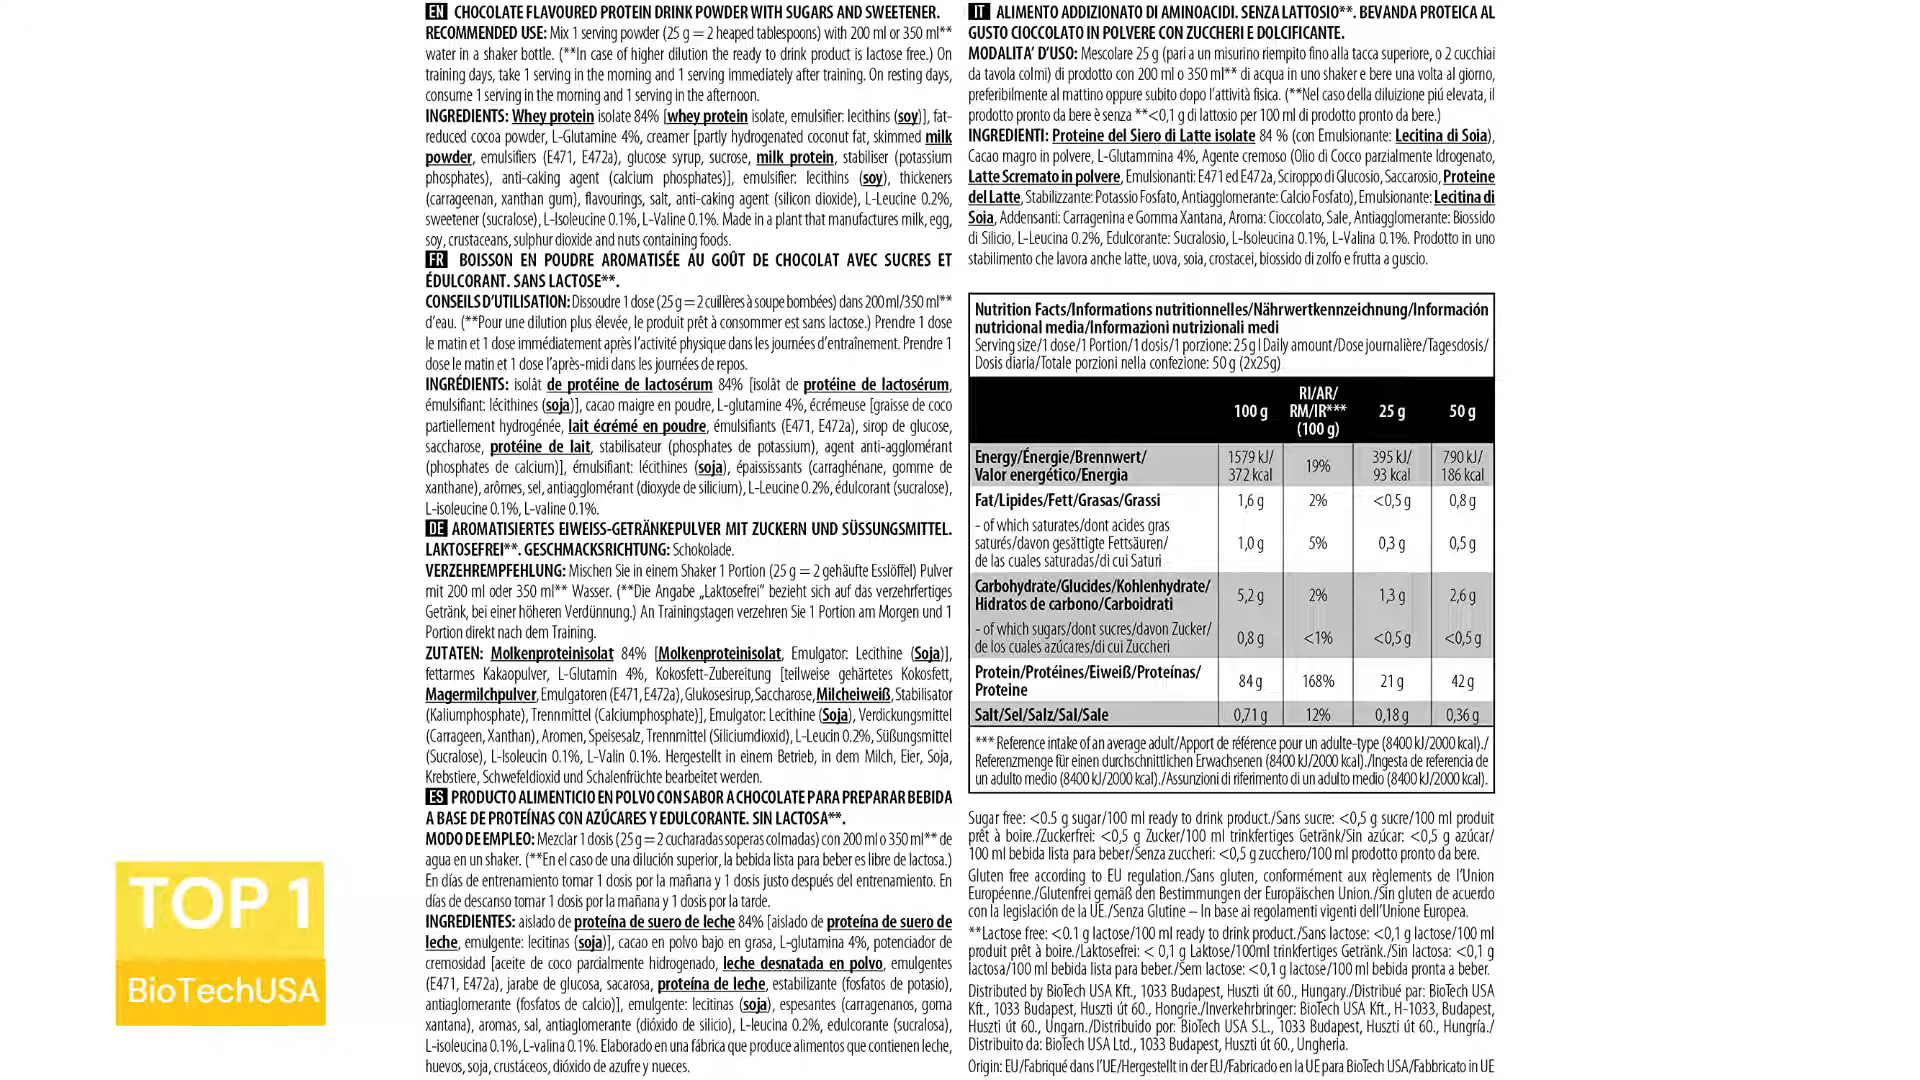 EN CHOCOLATE FLAVOURED PROTEIN DRINK POWDER WITH SUGARS AND SWEETENER.
RECOMMENDED USE: Mix 1 serving powder (25 g = 2 heaped tablespoons) with 200 ml or 350 ml**
water in a shaker bottle. (**In case of higher dilution the ready to drink product is lactose free.) On
training days, take 1 serving in the morning and 1 serving immediately after training. On resting days,
consume 1 serving in the morning and 1 serving in the afternoon.
INGREDIENTS: Whey protein isolate 84% [whey protein isolate, emulsifier: lecithins (soy)], fat-
reduced cocoa powder, L-Glutamine 4%, creamer [partly hydrogenated coconut fat, skimmed milk
powder, emulsifiers (E471, E472a), glucose syrup, sucrose, milk protein, stabiliser (potassium
phosphates), anti-caking agent (calcium phosphates)], emulsifier: lecithins (soy), thickeners
(carrageenan, xanthan gum), flavourings, salt, anti-caking agent (silicon dioxide), L-Leucine 0.2%,
sweetener (sucralose), L-Isoleucine 0.1%, L-Valine 0.1%. Made in a plant that manufactures milk, egg,
soy, crustaceans, sulphur dioxide and nuts containing foods.
FR BOISSON EN POUDRE AROMATISÉE AU GOÛT DE CHOCOLAT AVEC SUCRES ET
ÉDULCORANT. SANS LACTOSE**.
CONSEILS D'UTILISATION: Dissoudre 1 dose (25 g = 2 cuillères à soupe bombées) dans 200 ml/350 ml**
d'eau. (**Pour une dilution plus élevée, le produit prêt à consommer est sans lactose.) Prendre 1 dose
le matin et 1 dose immédiatement après l'activité physique dans les journées d'entraînement. Prendre 1
dose le matin et 1 dose l'après-midi dans les journées de repos.
INGRÉDIENTS: isolât de protéine de lactosérum 84% [isolât de protéine de lactosérum,
émulsifiant: lécithines (soja)], cacao maigre en poudre, L-glutamine 4%, écrémeuse [graisse de coco
partiellement hydrogénée, lait écrémé en poudre, émulsifiants (E471, E472a), sirop de glucose,
saccharose, protéine de lait, stabilisateur (phosphates de potassium), agent anti-agglomérant
(phosphates de calcium)], émulsifiant: lécithines (soja), épaississants (carraghénane, gomme de
xanthane), arômes, sel, antiagglomérant (dioxyde de silicium), L-Leucine 0.2%, édulcorant (sucralose),
L-isoleucine 0.1%, L-valine 0.1%.
DE AROMATISIERTES EIWEISS-GETRÄNKEPULVER MIT ZUCKERN UND SÜSSUNGSMITTEL.
LAKTOSEFREI**. GESCHMACKSRICHTUNG: Schokolade.
VERZEHREMPFEHLUNG: Mischen Sie in einem Shaker 1 Portion (25 g = 2 gehäufte Esslöffel) Pulver
mit 200 ml oder 350 ml** Wasser. (**Die Angabe „Laktosefrei" bezieht sich auf das verzehrfertiges
Getränk, bei einer höheren Verdünnung.) An Trainingstagen verzehren Sie 1 Portion am Morgen und 1
Portion direkt nach dem Training.
ZUTATEN: Molkenproteinisolat 84% [Molkenproteinisolat, Emulgator: Lecithine (Soja)],
fettarmes Kakaopulver, L-Glutamin 4%, Kokosfett-Zubereitung [teilweise gehärtetes Kokosfett,
Magermilchpulver, Emulgatoren (E471, E472a), Glukosesirup, Saccharose, Milcheiweiß, Stabilisator
(Kaliumphosphate), Trennmittel (Calciumphosphate)], Emulgator: Lecithine (Soja), Verdickungsmittel
(Carrageen, Xanthan), Aromen, Speisesalz, Trennmittel (Siliciumdioxid), L-Leucin 0.2%, Süßungsmittel
(Sucralose), L-Isoleucin 0.1%, L-Valin 0.1%. Hergestellt in einem Betrieb, in dem Milch, Eier, Soja,
Krebstiere, Schwefeldioxid und Schalenfrüchte bearbeitet werden.
ES PRODUCTO ALIMENTICIO EN POLVO CON SABOR A CHOCOLATE PARA PREPARAR BEBIDA
A BASE DE PROTEÍNAS CON AZÚCARES Y EDULCORANTE. SIN LACTOSA**.
MODO DE EMPLEO: Mezclar 1 dosis (25 g = 2 cucharadas soperas colmadas) con 200 ml o 350 ml** de
agua en un shaker. (**En el caso de una dilución superior, la bebida lista para beber es libre de lactosa.)
En días de entrenamiento tomar 1 dosis por la mañana y 1 dosis justo después del entrenamiento. En
días de descanso tomar 1 dosis por la mañana y 1 dosis por la tarde.
INGREDIENTES: aislado de proteína de suero de leche 84% [aislado de proteína de suero de
leche, emulgente: lecitinas (soja)], cacao en polvo bajo en grasa, L-glutamina 4%, potenciador de
cremosidad [aceite de coco parcialmente hidrogenado, leche desnatada en polvo, emulgentes
(E471, E472a), jarabe de glucosa, sacarosa, proteína de leche, estabilizante (fosfatos de potasio),
antiaglomerante (fosfatos de calcio)], emulgente: lecitinas (soja), espesantes (carragenanos, goma
xantana), aromas, sal, antiaglomerante (dióxido de silicio), L-leucina 0.2%, edulcorante (sucralosa),
L-isoleucina 0.1%, L-valina 0.1%. Elaborado en una fábrica que produce alimentos que contienen leche,
huevos, soja, crustáceos, dióxido de azufre y nueces.
IT ALIMENTO ADDIZIONATO DI AMINOACIDI. SENZA LATTOSIO**. BEVANDA PROTEICA AL
GUSTO CIOCCOLATO IN POLVERE CON ZUCCHERI E DOLCIFICANTE.
MODALITA' D'USO: Mescolare 25 g (pari a un misurino riempito fino alla tacca superiore, o 2 cucchiai
da tavola colmi) di prodotto con 200 ml o 350 ml** di acqua in uno shaker e bere una volta al giorno,
preferibilmente al mattino oppure subito dopo l'attività fisica. (**Nel caso della diluizione piú elevata, il
prodotto pronto da bere è senza **<0,1 g di lattosio per 100 ml di prodotto pronto da bere.)
INGREDIENTI: Proteine del Siero di Latte isolate 84 % (con Emulsionante: Lecitina di Soia),
Cacao magro in polvere, L-Glutammina 4%, Agente cremoso (Olio di Cocco parzialmente Idrogenato,
Latte Scremato in polvere, Emulsionanti: E471 ed E472a, Sciroppo di Glucosio, Saccarosio, Proteine
del Latte, Stabilizzante: Potassio Fosfato, Antiagglomerante: Calcio Fosfato), Emulsionante: Lecitina di
Soia, Addensanti: Carragenina e Gomma Xantana, Aroma: Cioccolato, Sale, Antiagglomerante: Biossido
di Silicio, L-Leucina 0.2%, Edulcorante: Sucralosio, L-Isoleucina 0.1%, L-Valina 0.1%. Prodotto in uno
stabilimento che lavora anche latte, uova, soia, crostacei, biossido di zolfo e frutta a guscio.
Nutrition Facts/Informations nutritionnelles/Nährwertkennzeichnung/Información
nutricional media/Informazioni nutrizionali medi
Serving size/1 dose/1 Portion/1 dosis/1 porzione: 25 g | Daily amount/Dose journalière/Tagesdosis/
Dosis diaria/Totale porzioni nella confezione: 50 g (2x25g)
100 g RI/AR/RM/IR*** (100 g) 25 g 50 g
Energy/Énergie/Brennwert/ 1579 kJ/ 395 kJ/ 790 kJ/
Valor energético/Energia 372 kcal 19% 93 kcal 186 kcal
Fat/Lipides/Fett/Grasas/Grassi 1,6 g 2% <0,5 g 0,8 g
- of which saturates/dont acides gras
saturés/davon gesättigte Fettsäuren/ 1,0 g 5% 0,3 g 0,5 g
de las cuales saturadas/di cui Saturi
Carbohydrate/Glucides/Kohlenhydrate/
Hidratos de carbono/Carboidrati 5,2 g 2% 1,3 g 2,6 g
- of which sugars/dont sucres/davon Zucker/
de los cuales azúcares/di cui Zuccheri 0,8 g <1% <0,5 g <0,5 g
Protein/Protéines/Eiweiß/Proteínas/
Proteine 84 g 168% 21 g 42 g
Salt/Sel/Salz/Sal/Sale 0,71 g 12% 0,18 g 0,36 g
*** Reference intake of an average adult/Apport de référence pour un adulte-type (8400 kJ/2000 kcal)./
Referenzmenge für einen durchschnittlichen Erwachsenen (8400 kJ/2000 kcal)./Ingesta de referencia de
un adulto medio (8400 kJ/2000 kcal)./Assunzioni di riferimento di un adulto medio (8400 kJ/2000 kcal).
Sugar free: <0.5 g sugar/100 ml ready to drink product./Sans sucre: <0,5 g sucre/100 ml produit
prêt à boire./Zuckerfrei: <0,5 g Zucker/100 ml trinkfertiges Getränk/Sin azúcar: <0,5 g azúcar/
100 ml bebida lista para beber/Senza zuccheri: <0,5 g zucchero/100 ml prodotto pronto da bere.
Gluten free according to EU regulation./Sans gluten, conformément aux règlements de l'Union
Européenne./Glutenfrei gemäß den Bestimmungen der Europäischen Union./Sin gluten de acuerdo
con la legislación de la UE./Senza Glutine – In base ai regolamenti vigenti dell'Unione Europea.
**Lactose free: <0.1 g lactose/100 ml ready to drink product./Sans lactose: <0,1 g lactose/100 ml
produit prêt à boire./Laktosefrei: < 0,1 g Laktose/100ml trinkfertiges Getränk./Sin lactosa: <0,1 g
lactosa/100 ml bebida lista para beber./Sem lactose: <0,1 g lactose/100 ml bebida pronta a beber.
Distributed by BioTech USA Kft., 1033 Budapest, Huszti út 60., Hungary./Distribué par: BioTech USA
Kft., 1033 Budapest, Huszti út 60., Hongrie./Inverkehrbringer: BioTech USA Kft., H-1033, Budapest,
Huszti út 60., Ungarn./Distribuido por: BioTech USA S.L., 1033 Budapest, Huszti út 60., Hungría./
Distribuito da: BioTech USA Ltd., 1033 Budapest, Huszti út 60., Ungheria.
Origin: EU/Fabriqué dans l'UE/Hergestellt in der EU/Fabricado en la UE para BioTech USA/Fabbricato in UE
TOP 1
BioTechUSA